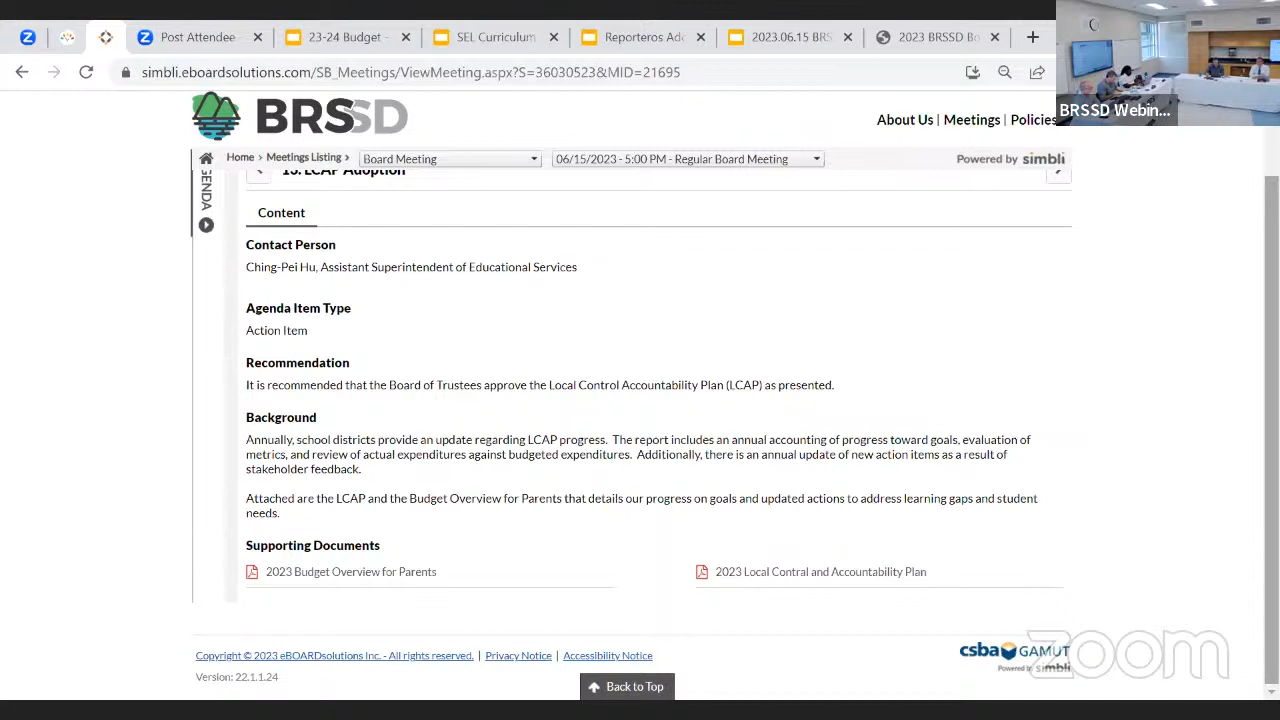 Post Attendee
23-24 Budget -
SEL Curriculum
Reporteros Ado
2023.06.15 BRS
2023 BRSSD Bo
simbli.eboardsolutions.com/SB_Meetings/ViewMeeting.aspx?S=36030523&MID=21695
BRSSD Webin...
BRSSD
About Us | Meetings | Policies
Home > Meetings Listing >
Board Meeting
06/15/2023 - 5:00 PM - Regular Board Meeting
Powered by simbli
AGENDA
LCAP Adoption
Content
Contact Person
Ching-Pei Hu, Assistant Superintendent of Educational Services
Agenda Item Type
Action Item
Recommendation
It is recommended that the Board of Trustees approve the Local Control Accountability Plan (LCAP) as presented.
Background
Annually, school districts provide an update regarding LCAP progress. The report includes an annual accounting of progress toward goals, evaluation of
metrics, and review of actual expenditures against budgeted expenditures. Additionally, there is an annual update of new action items as a result of
stakeholder feedback.
Attached are the LCAP and the Budget Overview for Parents that details our progress on goals and updated actions to address learning gaps and student
needs.
Supporting Documents
2023 Budget Overview for Parents
2023 Local Contral and Accountability Plan
Copyright © 2023 eBOARDsolutions Inc. - All rights reserved. | Privacy Notice | Accessibility Notice
Version: 22.1.1.24
csba GAMUT
Powered by simbli
zoom
Back to Top